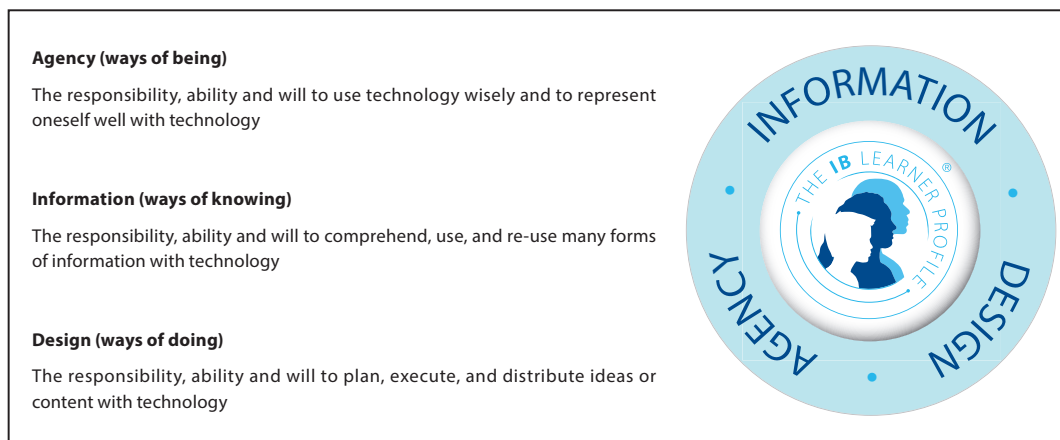 Agency (ways of being)
The responsibility, ability and will to use technology wisely and to represent
oneself well with technology
Information (ways of knowing)
The responsibility, ability and will to comprehend, use, and re-use many forms
of information with technology
Design (ways of doing)
The responsibility, ability and will to plan, execute, and distribute ideas or
content with technology
INFORMATION
THE IB LEARNER PROFILE ®
AGENCY
DESIGN